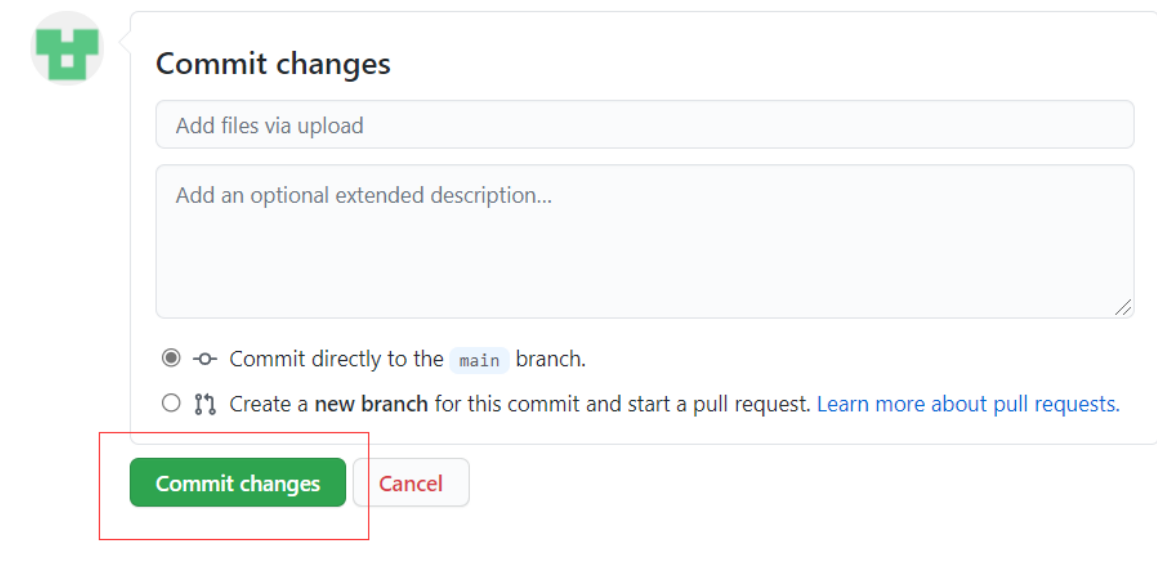 Commit changes
Add files via upload
Add an optional extended description...
Commit directly to the main branch.
Create a new branch for this commit and start a pull request. Learn more about pull requests.
Commit changes Cancel